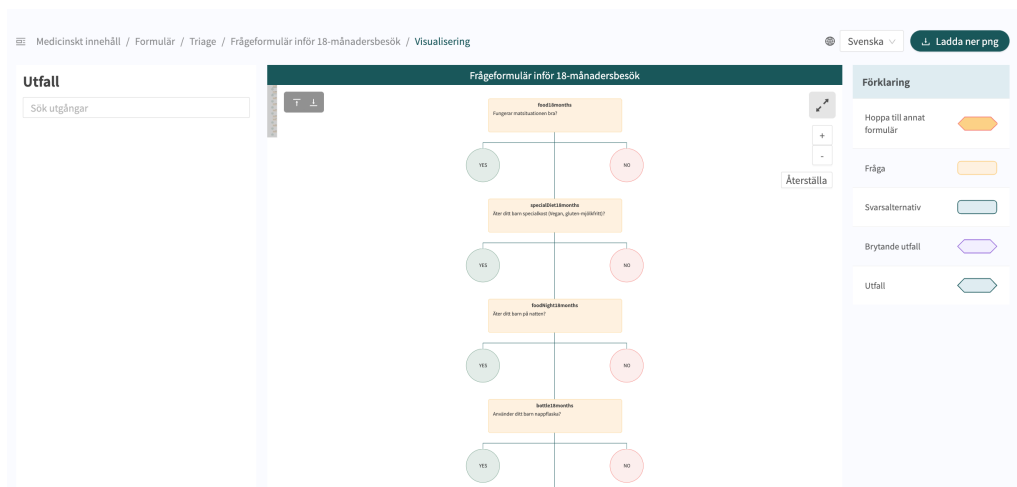 Medicinskt innehåll / Formulär / Triage / Frågeformulär inför 18-månadersbesök / Visualisering
Svenska
Ladda ner png
Utfall
Sök utgångar
Frågeformulär inför 18-månadersbesök
food18months
Fungerar matsituationen bra?
YES
NO
specialDiet18months
Äter ditt barn specialkost (Vegan, gluten-mjölkfritt)?
YES
NO
foodNight18months
Äter ditt barn på natten?
YES
NO
bottle18months
Använder ditt barn nappflaska?
YES
NO
+
-
Återställa
Förklaring
Hoppa till annat
formulär
Fråga
Svarsalternativ
Brytande utfall
Utfall